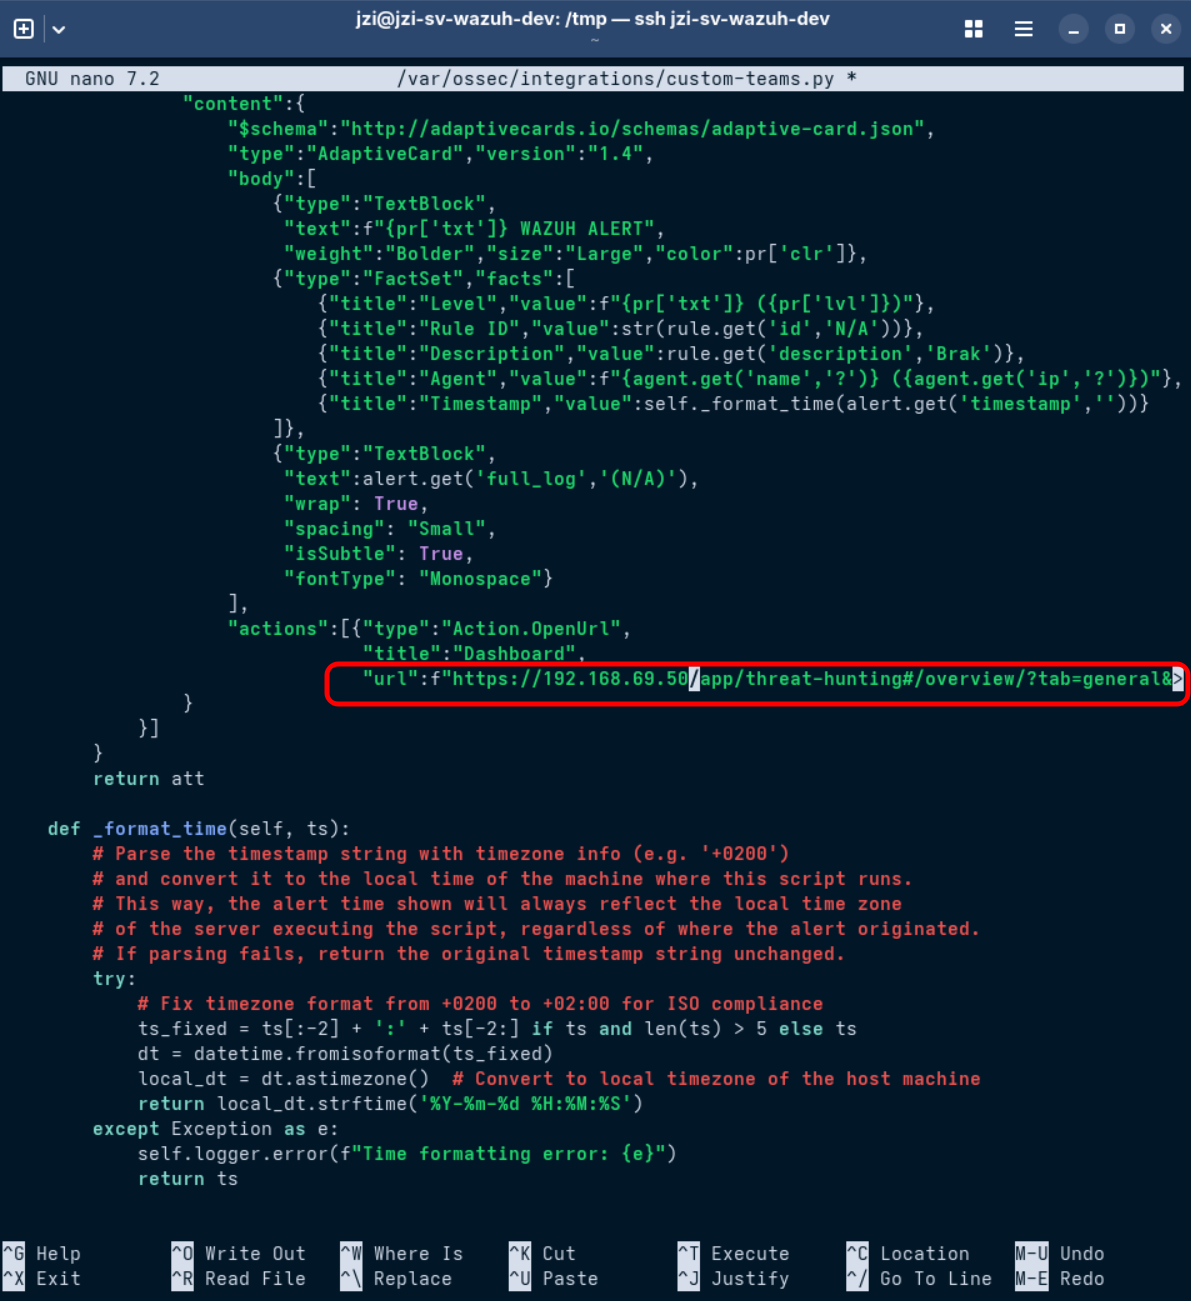 jzi@jzi-sv-wazuh-dev: /tmp — ssh jzi-sv-wazuh-dev
~
GNU nano 7.2 /var/ossec/integrations/custom-teams.py *
                "content":{
                    "$schema":"http://adaptivecards.io/schemas/adaptive-card.json",
                    "type":"AdaptiveCard","version":"1.4",
                    "body":[
                        {"type":"TextBlock",
                         "text":f"{pr['txt']} WAZUH ALERT",
                         "weight":"Bolder","size":"Large","color":pr['clr']},
                        {"type":"FactSet","facts":[
                            {"title":"Level","value":f"{pr['txt']} ({pr['lvl']})"},
                            {"title":"Rule ID","value":str(rule.get('id','N/A'))},
                            {"title":"Description","value":rule.get('description','Brak')},
                            {"title":"Agent","value":f"{agent.get('name','?')} ({agent.get('ip','?')})"},
                            {"title":"Timestamp","value":self._format_time(alert.get('timestamp',''))}
                        ]},
                        {"type":"TextBlock",
                         "text":alert.get('full_log','(N/A)'),
                         "wrap": True,
                         "spacing": "Small",
                         "isSubtle": True,
                         "fontType": "Monospace"}
                    ],
                    "actions":[{"type":"Action.OpenUrl",
                                "title":"Dashboard",
                                "url":f"https://192.168.69.50/app/threat-hunting#/overview/?tab=general&>
                }
            }]
        }
        return att
    def _format_time(self, ts):
        # Parse the timestamp string with timezone info (e.g. '+0200')
        # and convert it to the local time of the machine where this script runs.
        # This way, the alert time shown will always reflect the local time zone
        # of the server executing the script, regardless of where the alert originated.
        # If parsing fails, return the original timestamp string unchanged.
        try:
            # Fix timezone format from +0200 to +02:00 for ISO compliance
            ts_fixed = ts[:-2] + ':' + ts[-2:] if ts and len(ts) > 5 else ts
            dt = datetime.fromisoformat(ts_fixed)
            local_dt = dt.astimezone()  # Convert to local timezone of the host machine
            return local_dt.strftime('%Y-%m-%d %H:%M:%S')
        except Exception as e:
            self.logger.error(f"Time formatting error: {e}")
            return ts
^G Help ^O Write Out ^W Where Is ^K Cut ^T Execute ^C Location M-U Undo
^X Exit ^R Read File ^\ Replace ^U Paste ^J Justify ^/ Go To Line M-E Redo